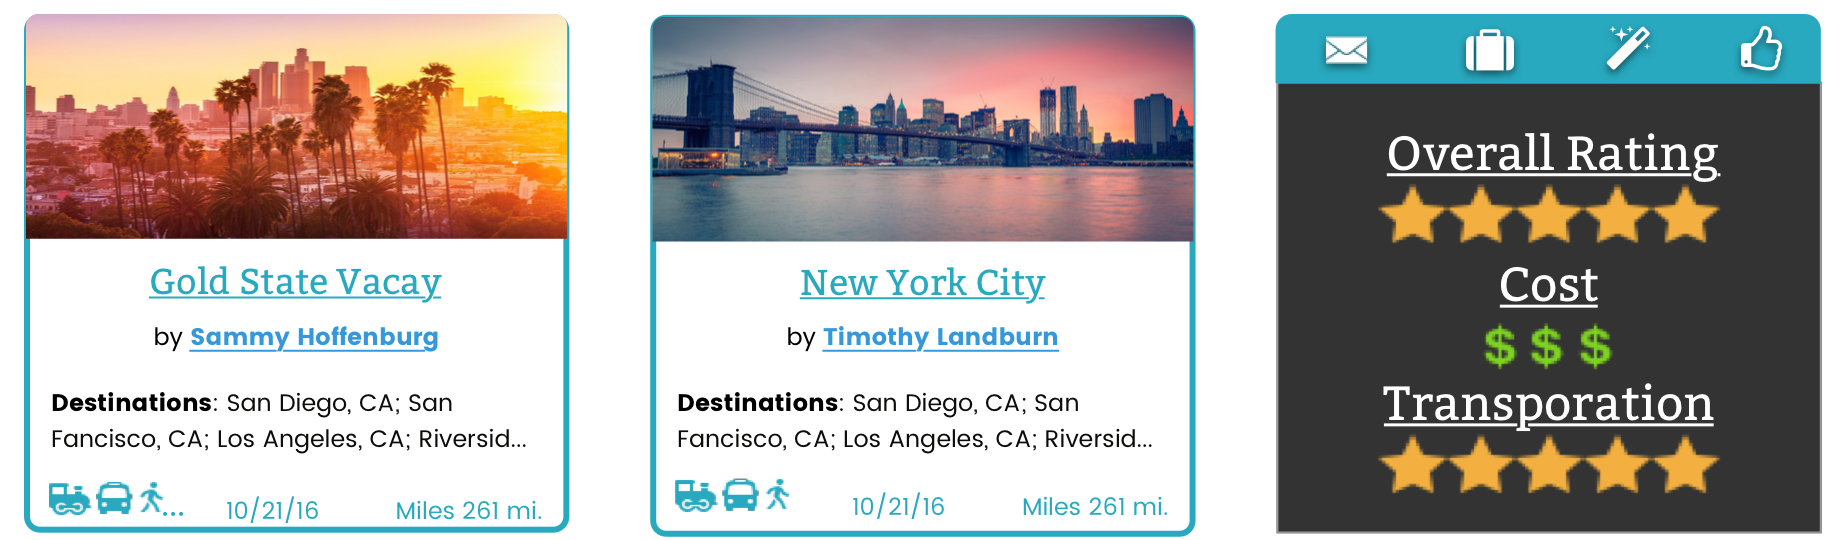 Gold State Vacay
by Sammy Hoffenburg
Destinations: San Diego, CA; San
Fancisco, CA; Los Angeles, CA; Riversid...
... 10/21/16 Miles 261 mi.
New York City
by Timothy Landburn
Destinations: San Diego, CA; San
Fancisco, CA; Los Angeles, CA; Riversid...
10/21/16 Miles 261 mi.
Overall Rating
Cost
$ $ $
Transporation